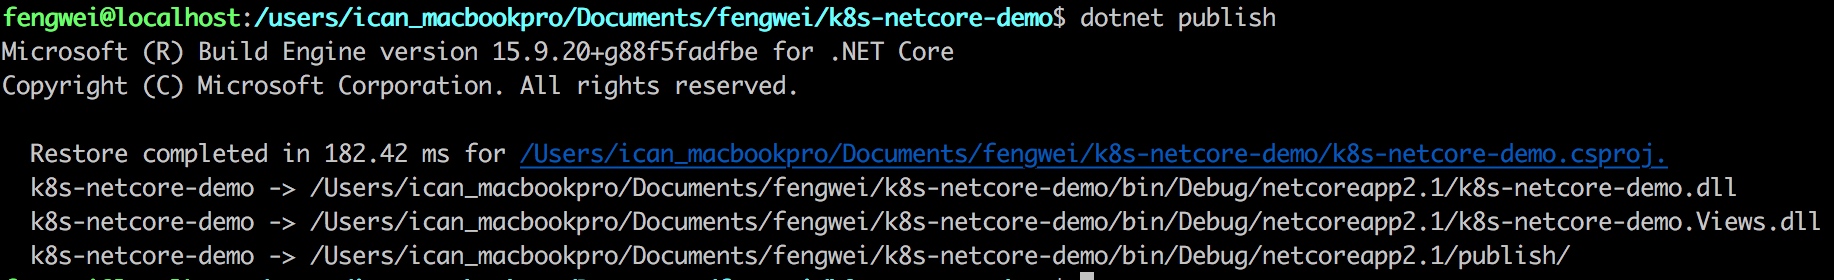 fengwei@localhost:/users/ican_macbookpro/Documents/fengwei/k8s-netcore-demo$ dotnet publish
Microsoft (R) Build Engine version 15.9.20+g88f5fadfbe for .NET Core
Copyright (C) Microsoft Corporation. All rights reserved.
Restore completed in 182.42 ms for /Users/ican_macbookpro/Documents/fengwei/k8s-netcore-demo/k8s-netcore-demo.csproj.
k8s-netcore-demo -> /Users/ican_macbookpro/Documents/fengwei/k8s-netcore-demo/bin/Debug/netcoreapp2.1/k8s-netcore-demo.dll
k8s-netcore-demo -> /Users/ican_macbookpro/Documents/fengwei/k8s-netcore-demo/bin/Debug/netcoreapp2.1/k8s-netcore-demo.Views.dll
k8s-netcore-demo -> /Users/ican_macbookpro/Documents/fengwei/k8s-netcore-demo/bin/Debug/netcoreapp2.1/publish/